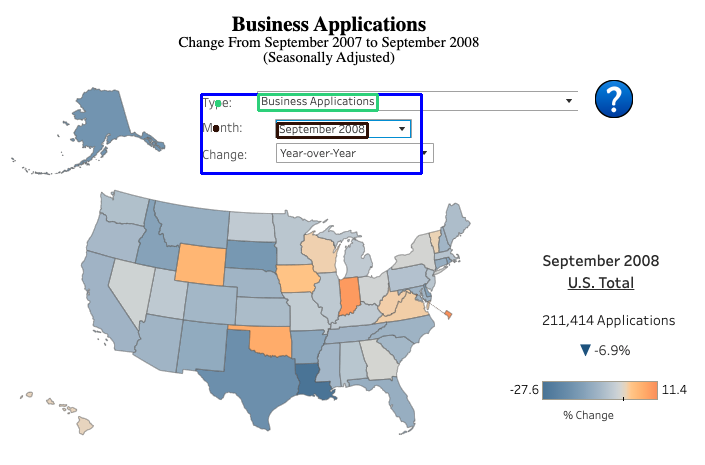 Business Applications
Change From September 2007 to September 2008
(Seasonally Adjusted)
Type: Business Applications
?
Month: September 2008
Change: Year-over-Year
September 2008
U.S. Total
211,414 Applications
-6.9%
-27.6 11.4
% Change